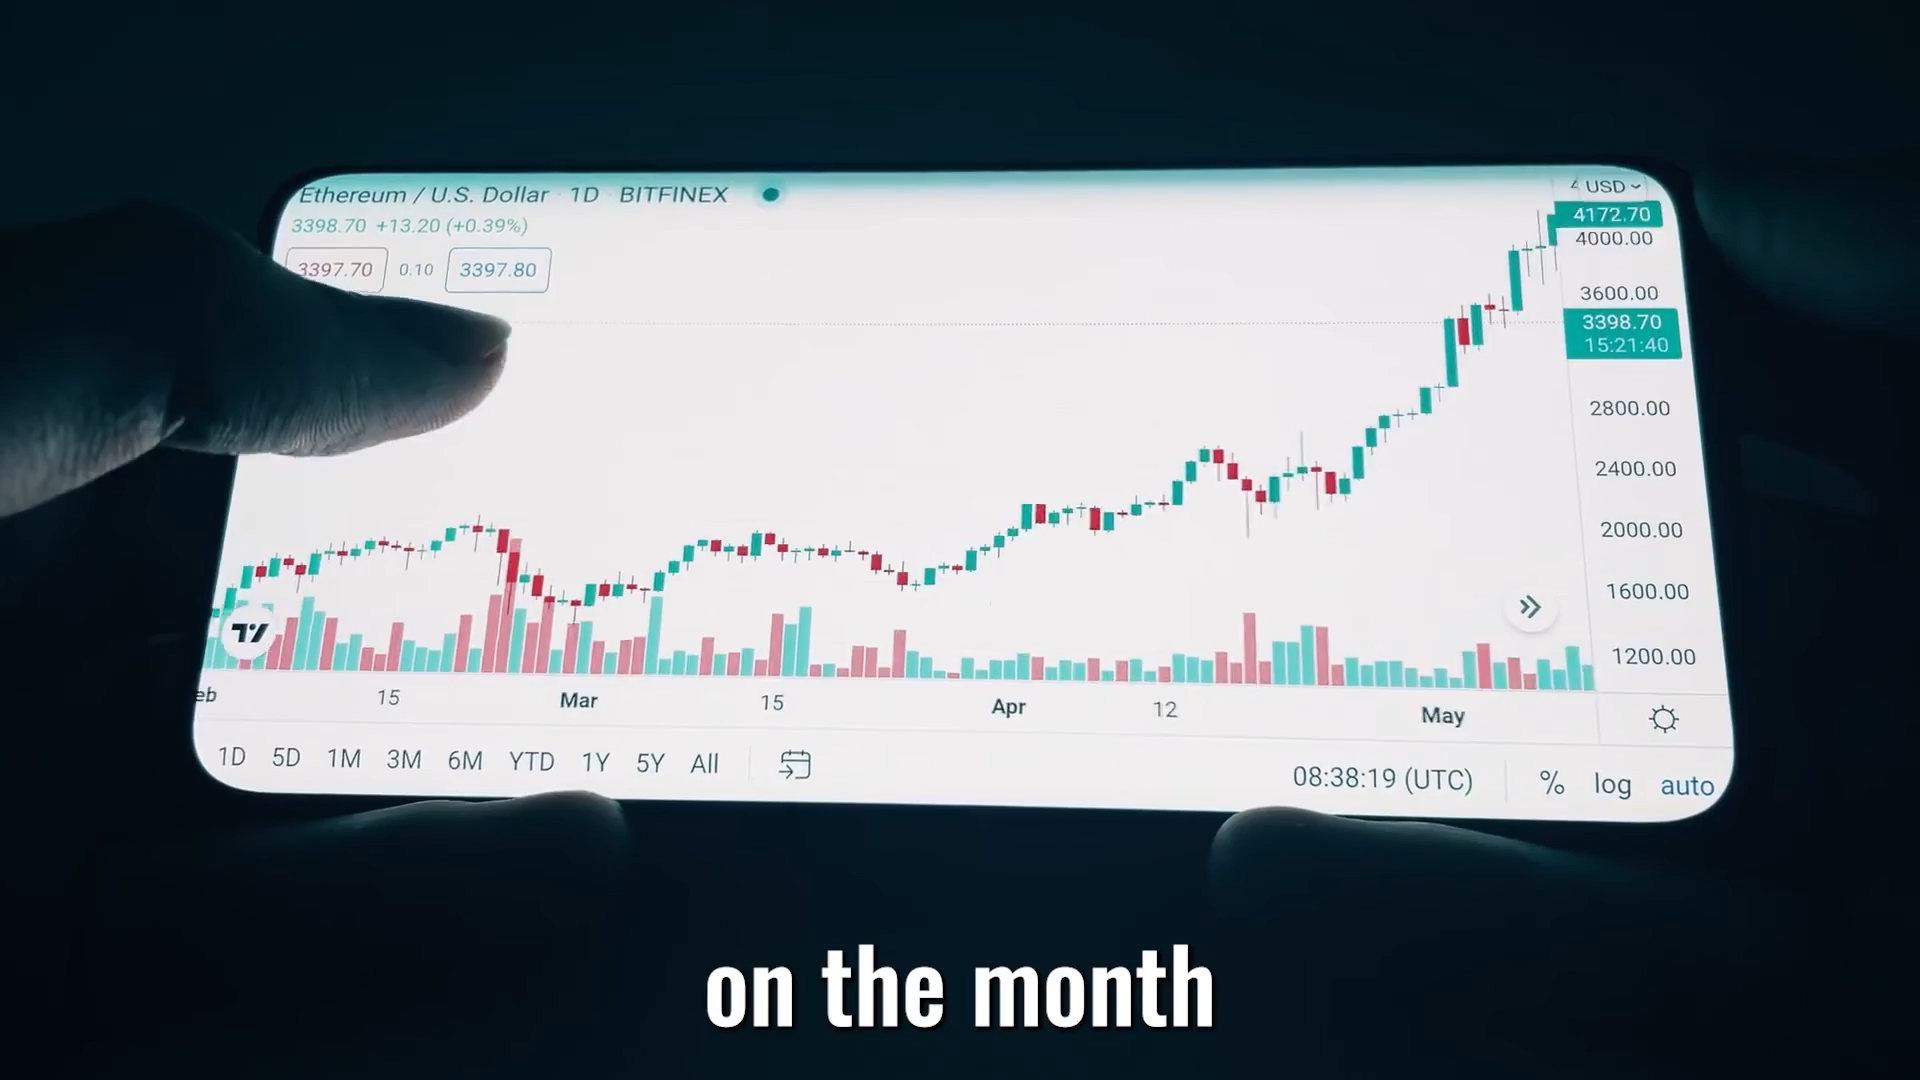 Ethereum / U.S. Dollar · 1D · BITFINEX
3398.70 +13.20 (+0.39%)
3397.70 0.10 3397.80
USD
4172.70
4000.00
3600.00
3398.70
15:21:40
2800.00
2400.00
2000.00
1600.00
1200.00
eb 15 Mar 15 Apr 12 May
1D 5D 1M 3M 6M YTD 1Y 5Y All
08:38:19 (UTC) % log auto
on the month